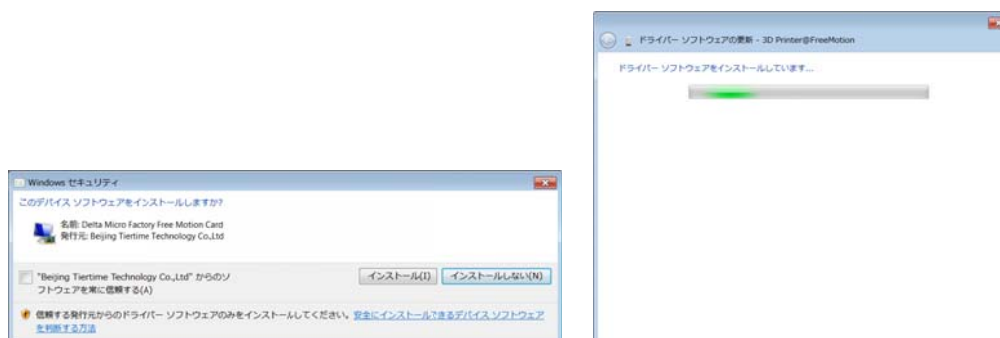 Windows セキュリティ
このデバイス ソフトウェアをインストールしますか?
名前: Delta Micro Factory Free Motion Card
発行元: Beijing Tiertime Technology Co.,Ltd
"Beijing Tiertime Technology Co.,Ltd" からのソ
フトウェアを常に信頼する(A)
インストール(I)
インストールしない(N)
信頼する発行元からのドライバー ソフトウェアのみをインストールしてください。 安全にインストールできるデバイス ソフトウェア
を判断する方法
ドライバー ソフトウェアの更新 - 3D Printer@FreeMotion
ドライバー ソフトウェアをインストールしています...